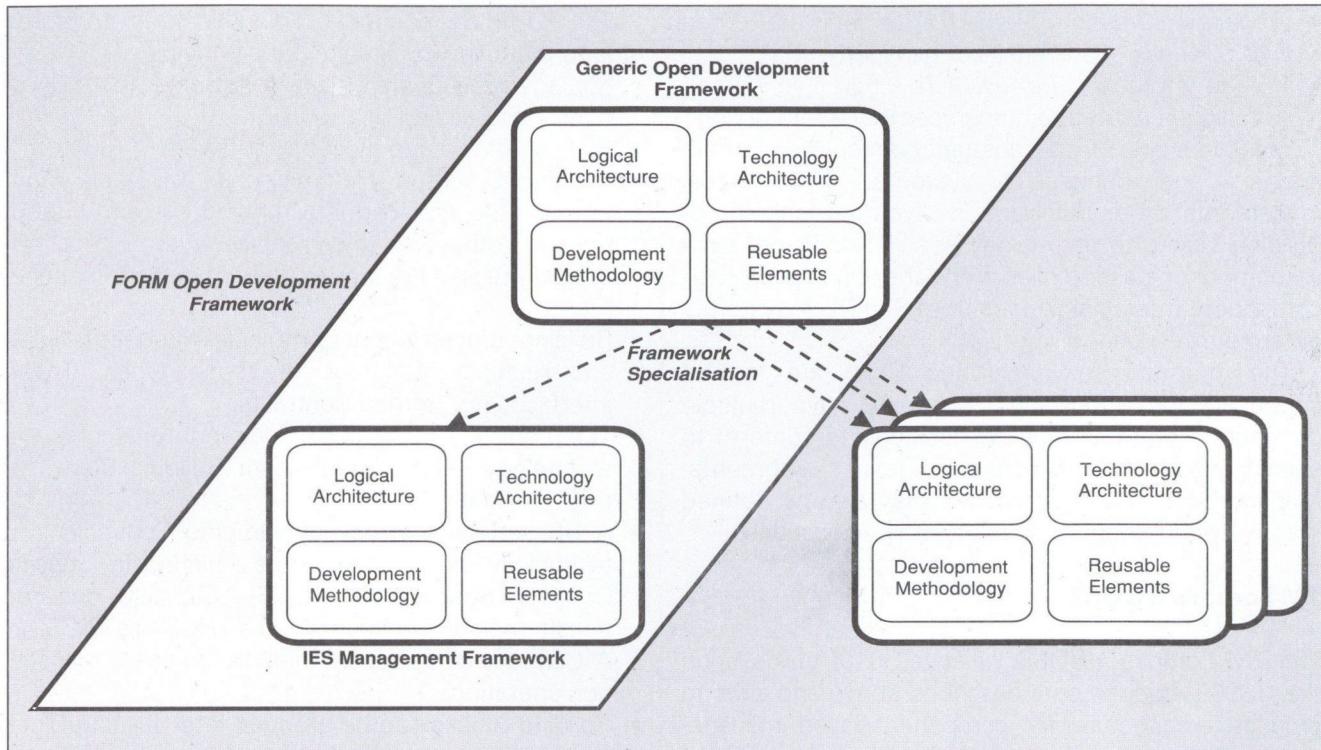 Generic Open Development
Framework
Logical
Architecture
Technology
Architecture
Development
Methodology
Reusable
Elements
FORM Open Development
Framework
Framework
Specialisation
Logical
Architecture
Technology
Architecture
Development
Methodology
Reusable
Elements
IES Management Framework
Logical
Architecture
Technology
Architecture
Development
Methodology
Reusable
Elements